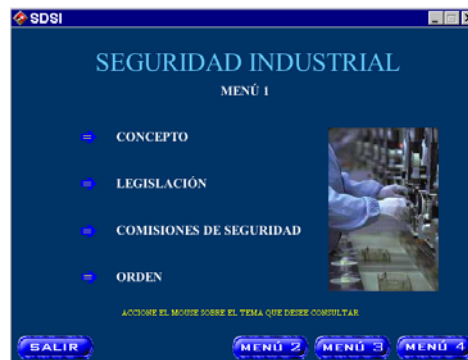 SDSI
SEGURIDAD INDUSTRIAL
MENÚ 1
CONCEPTO
LEGISLACIÓN
COMISIONES DE SEGURIDAD
ORDEN
ACCIONE EL MOUSE SOBRE EL TEMA QUE DESEE CONSULTAR
SALIR MENÚ 2 MENÚ 3 MENÚ 4